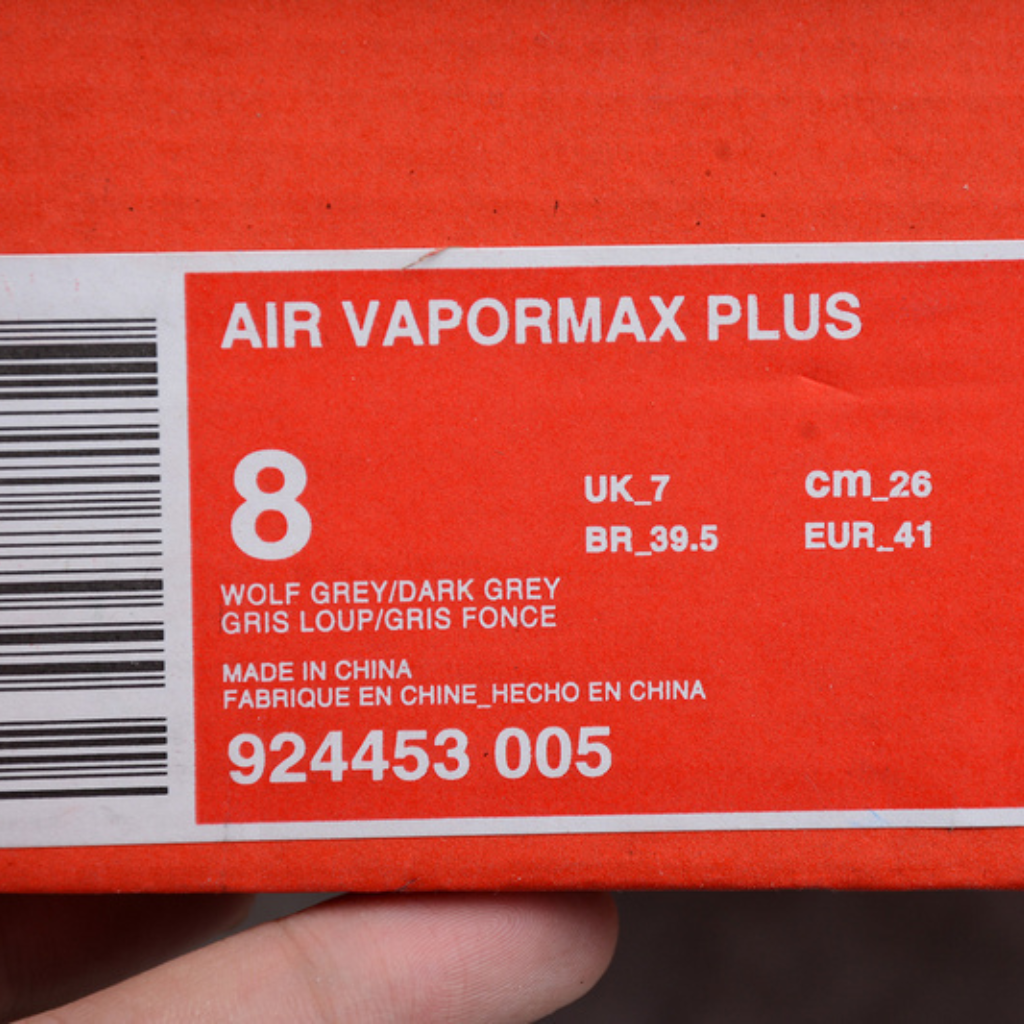 AIR VAPORMAX PLUS
8
UK_7 cm_26
BR_39.5 EUR_41
WOLF GREY/DARK GREY
GRIS LOUP/GRIS FONCE
MADE IN CHINA
FABRIQUE EN CHINE_HECHO EN CHINA
924453 005